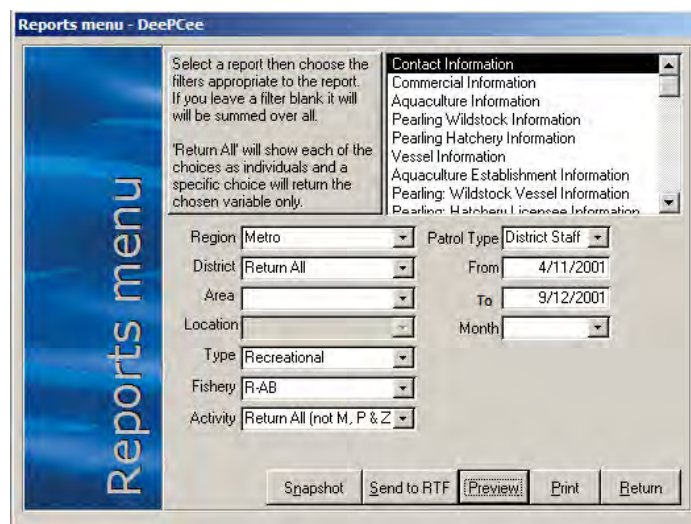 Reports menu - DeePCee
Reports menu
Select a report then choose the
filters appropriate to the report.
If you leave a filter blank it will
will be summed over all.
'Return All' will show each of the
choices as individuals and a
specific choice will return the
chosen variable only.
Contact Information
Commercial Information
Aquaculture Information
Pearling Wildstock Information
Pearling Hatchery Information
Vessel Information
Aquaculture Establishment Information
Pearling: Wildstock Vessel Information
Pearling: Hatchery Licensee Information
Region Metro
District Return All
Area
Location
Type Recreational
Fishery R-AB
Activity Return All (not M, P & Z
Patrol Type District Staff
From 4/11/2001
To 9/12/2001
Month
Snapshot Send to RTF Preview Print Return